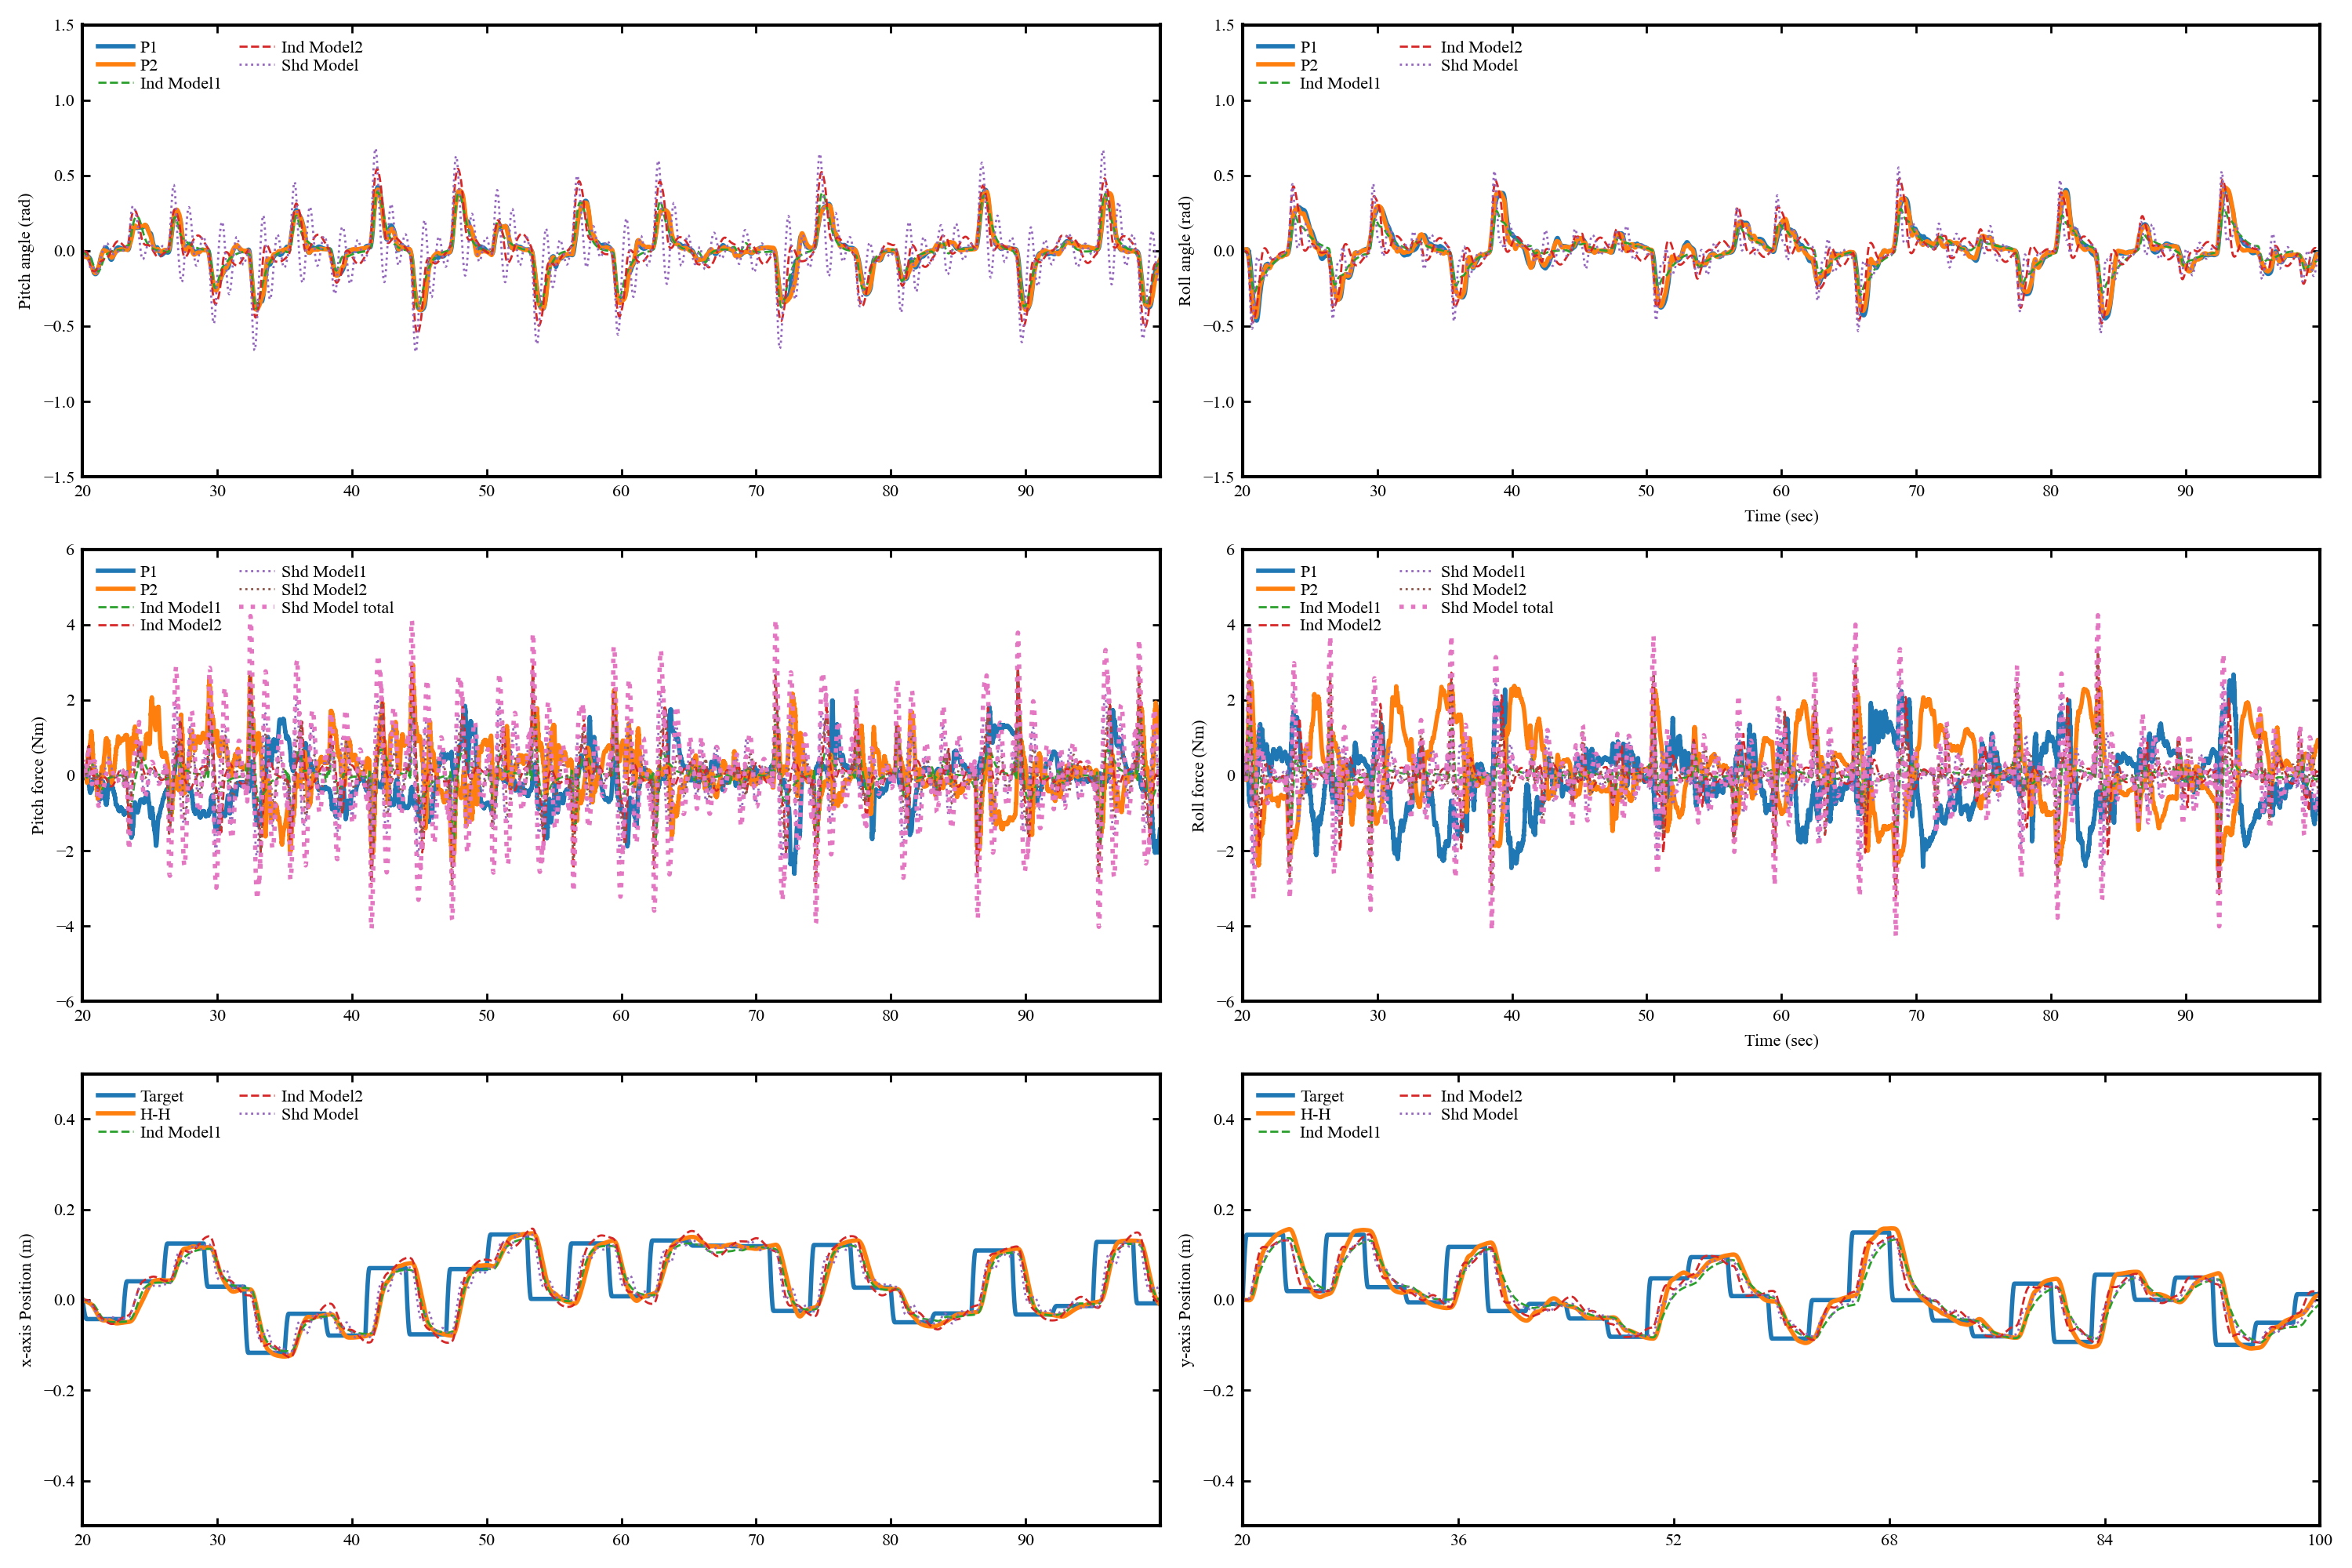 1.5
1.0
0.5
0.0
−0.5
−1.0
−1.5
Pitch angle (rad)
P1
P2
Ind Model1
Ind Model2
Shd Model
20 30 40 50 60 70 80 90
1.5
1.0
0.5
0.0
−0.5
−1.0
−1.5
Roll angle (rad)
P1
P2
Ind Model1
Ind Model2
Shd Model
20 30 40 50 60 70 80 90
Time (sec)
6
4
2
0
−2
−4
−6
Pitch force (Nm)
P1
P2
Ind Model1
Ind Model2
Shd Model1
Shd Model2
Shd Model total
20 30 40 50 60 70 80 90
6
4
2
0
−2
−4
−6
Roll force (Nm)
P1
P2
Ind Model1
Ind Model2
Shd Model1
Shd Model2
Shd Model total
20 30 40 50 60 70 80 90
Time (sec)
0.4
0.2
0.0
−0.2
−0.4
x-axis Position (m)
Target
H-H
Ind Model1
Ind Model2
Shd Model
20 30 40 50 60 70 80 90
0.4
0.2
0.0
−0.2
−0.4
y-axis Position (m)
Target
H-H
Ind Model1
Ind Model2
Shd Model
20 36 52 68 84 100